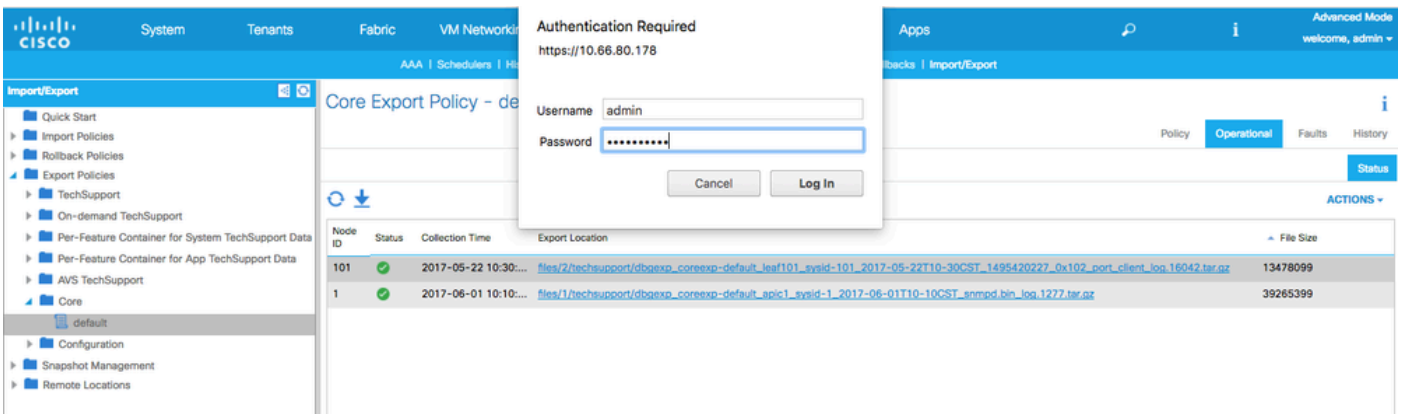 CISCO
System
Tenants
Fabric
VM Networkin
Apps
i
Advanced Mode
welcome, admin
AAA | Schedulers | Hi
llbacks | Import/Export
Authentication Required
https://10.66.80.178
Username admin
Password ••••••••••
Cancel
Log In
Import/Export
Quick Start
Import Policies
Rollback Policies
Export Policies
TechSupport
On-demand TechSupport
Per-Feature Container for System TechSupport Data
Per-Feature Container for App TechSupport Data
AVS TechSupport
Core
default
Configuration
Snapshot Management
Remote Locations
Core Export Policy - de
i
Policy
Operational
Faults
History
Status
ACTIONS
Node ID
Status
Collection Time
Export Location
File Size
101 2017-05-22 10:30:... files/2/techsupport/dbgexp_coreexp-default_leaf101_sysid-101_2017-05-22T10-30CST_1495420227_0x102_port_client_log.16042.tar.gz 13478099
1 2017-06-01 10:10:... files/1/techsupport/dbgexp_coreexp-default_apic1_sysid-1_2017-06-01T10-10CST_snmpd.bin_log.1277.tar.gz 39265399